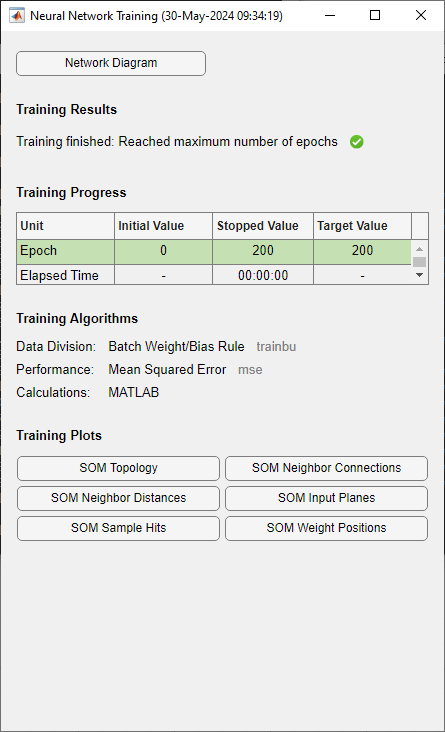 Neural Network Training (30-May-2024 09:34:19)
Network Diagram
Training Results
Training finished: Reached maximum number of epochs
Training Progress
Unit Initial Value Stopped Value Target Value
Epoch 0 200 200
Elapsed Time - 00:00:00 -
Training Algorithms
Data Division: Batch Weight/Bias Rule trainbu
Performance: Mean Squared Error mse
Calculations: MATLAB
Training Plots
SOM Topology SOM Neighbor Connections
SOM Neighbor Distances SOM Input Planes
SOM Sample Hits SOM Weight Positions